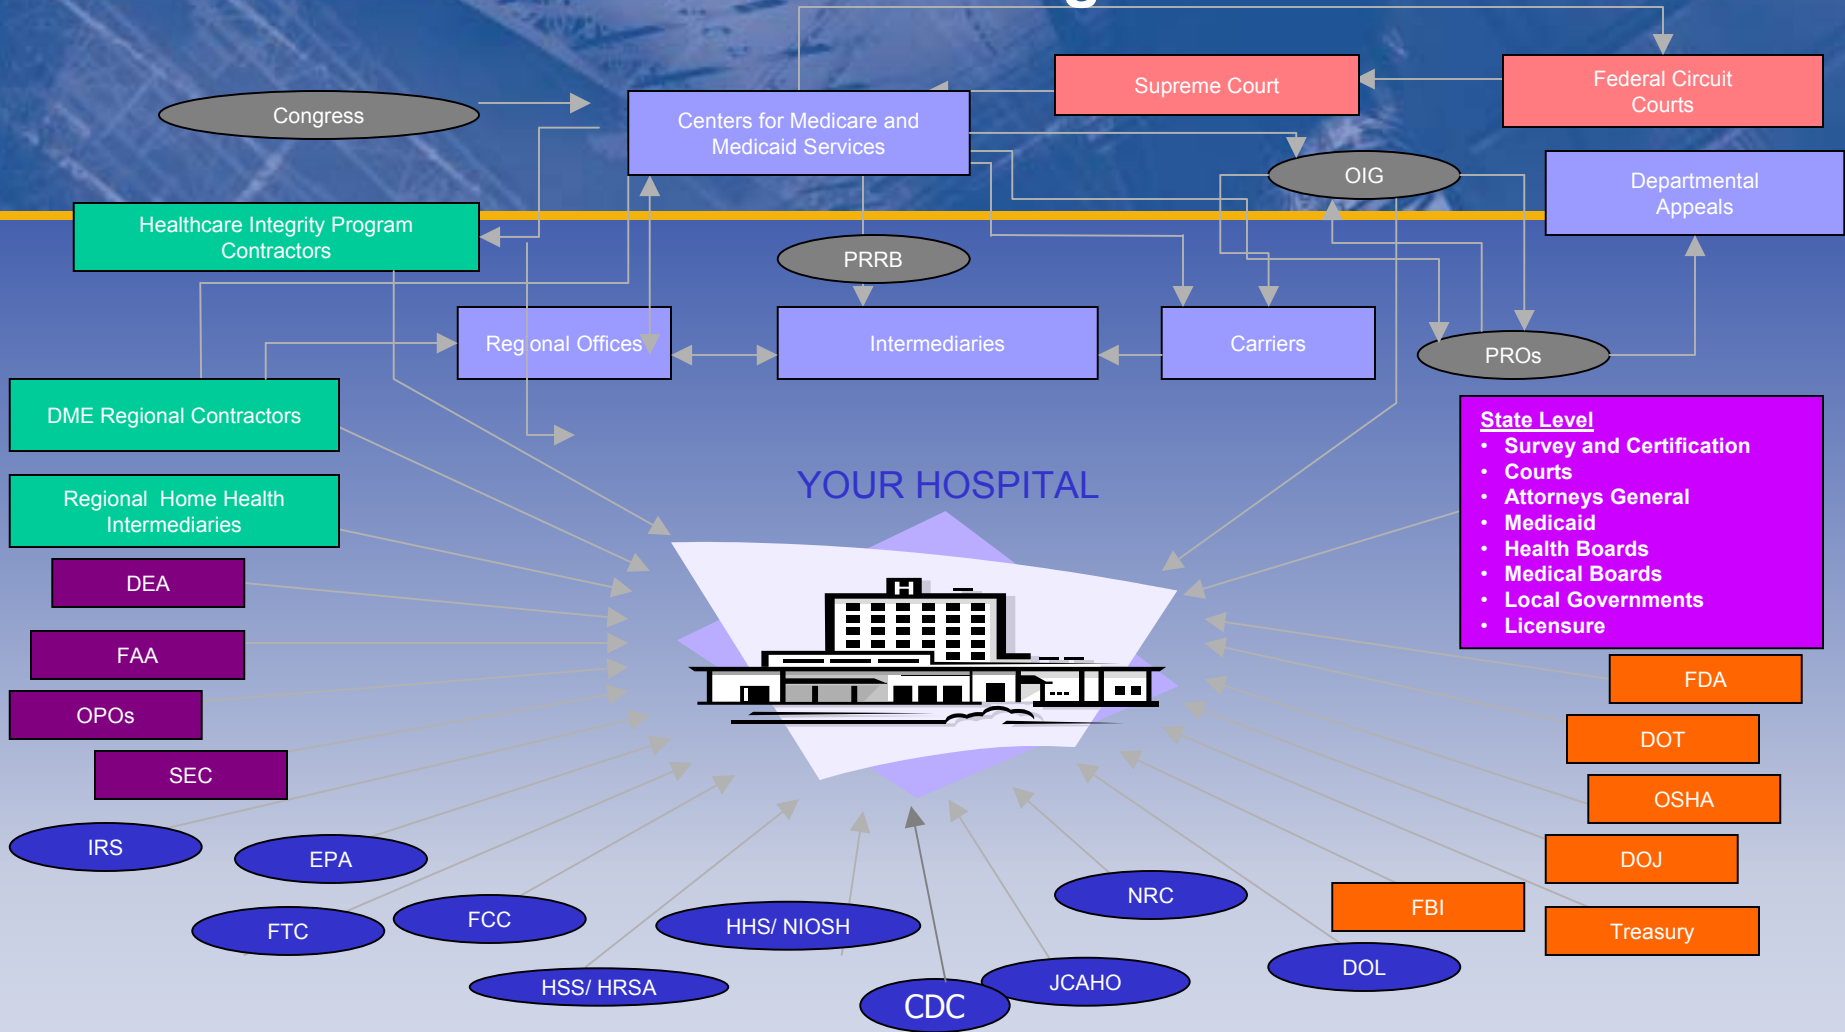 Supreme Court
Federal Circuit
Courts
Congress
Centers for Medicare and
Medicaid Services
OIG
Departmental
Appeals
Healthcare Integrity Program
Contractors
PRRB
Regional Offices
Intermediaries
Carriers
PROs
DME Regional Contractors
State Level
• Survey and Certification
• Courts
• Attorneys General
• Medicaid
• Health Boards
• Medical Boards
• Local Governments
• Licensure
YOUR HOSPITAL
Regional Home Health
Intermediaries
DEA
H
FAA
FDA
OPOs
DOT
SEC
OSHA
IRS
EPA
DOJ
NRC
FBI
FTC
FCC
HHS/ NIOSH
Treasury
HSS/ HRSA
JCAHO
DOL
CDC